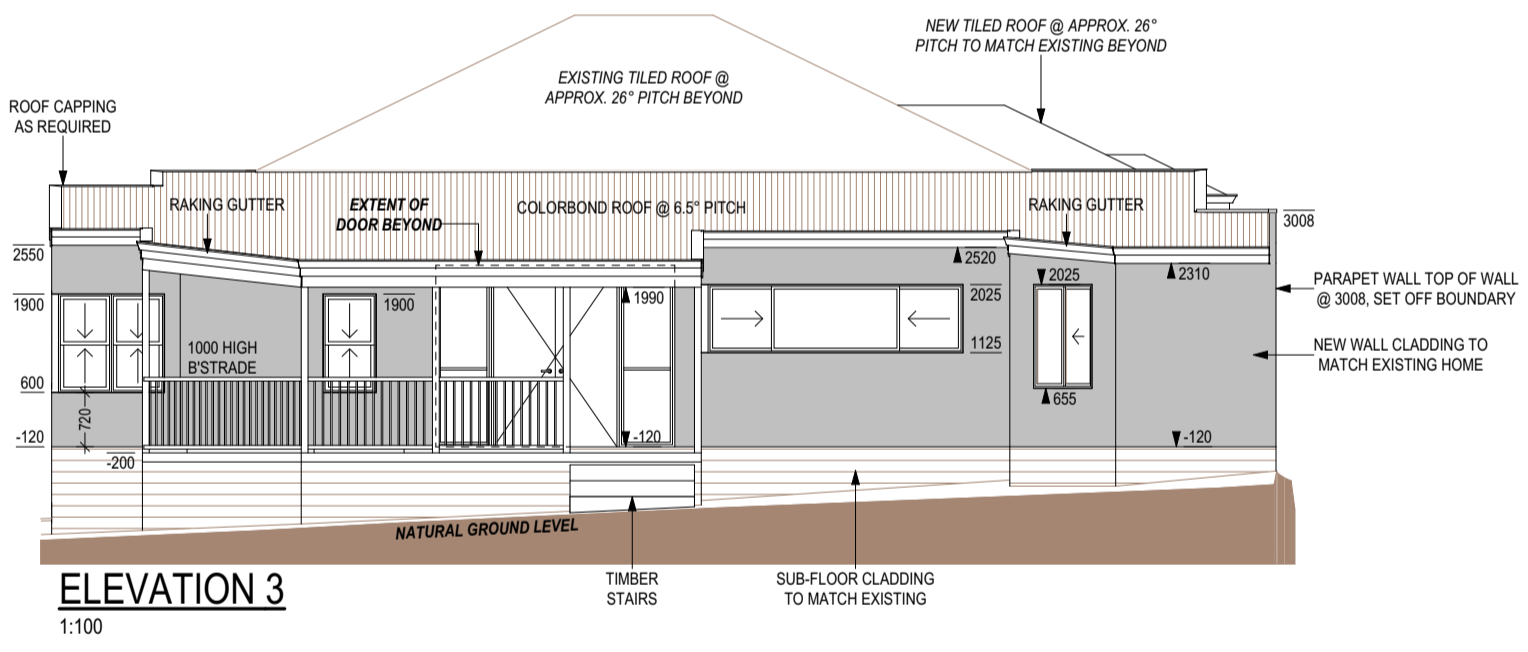 NEW TILED ROOF @ APPROX. 26°
PITCH TO MATCH EXISTING BEYOND
EXISTING TILED ROOF @
APPROX. 26° PITCH BEYOND
ROOF CAPPING
AS REQUIRED
RAKING GUTTER
EXTENT OF
DOOR BEYOND
COLORBOND ROOF @ 6.5° PITCH
RAKING GUTTER
3008
2550
2520
2310
2025
PARAPET WALL TOP OF WALL
@ 3008, SET OFF BOUNDARY
1900
1900
1990
2025
1125
1000 HIGH
B'STRADE
NEW WALL CLADDING TO
MATCH EXISTING HOME
600
655
720
-120
-120
-120
-200
NATURAL GROUND LEVEL
TIMBER
STAIRS
SUB-FLOOR CLADDING
TO MATCH EXISTING
ELEVATION 3
1:100